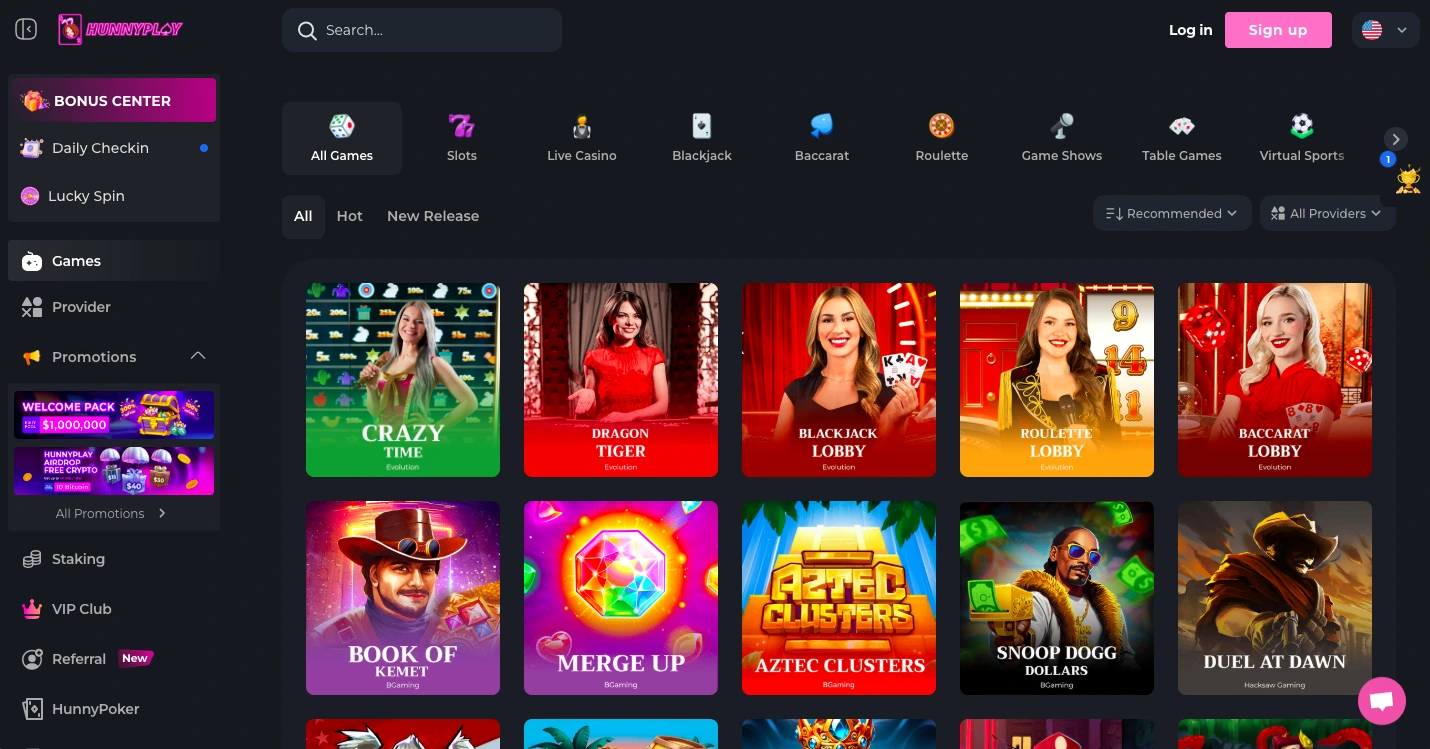 HUNNYPLAY
Search...
Log in
Sign up
BONUS CENTER
Daily Checkin
Lucky Spin
Games
Provider
Promotions
WELCOME PACK
$1,000,000
HUNNYPLAY
AIRDROP
FREE CRYPTO
$40
$30
All Promotions
Staking
VIP Club
Referral
New
HunnyPoker
All Games
Slots
Live Casino
Blackjack
Baccarat
Roulette
Game Shows
Table Games
Virtual Sports
1
All
Hot
New Release
Recommended
All Providers
CRAZY
TIME
Evolution
DRAGON
TIGER
Evolution
BLACKJACK
LOBBY
Evolution
9
14
1
ROULETTE
LOBBY
Evolution
BACCARAT
LOBBY
Evolution
BOOK OF
KEMET
BGaming
MERGE UP
BGaming
AZTEC
CLUSTERS
AZTEC CLUSTERS
BGaming
SNOOP DOGG
DOLLARS
BGaming
DUEL AT DAWN
Hacksaw Gaming